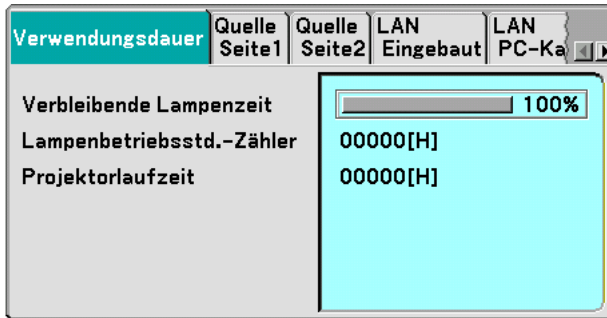 Verwendungsdauer
Quelle
Seite1
Quelle
Seite2
LAN
Eingebaut
LAN
PC-Ka
Verbleibende Lampenzeit 100%
Lampenbetriebsstd.-Zähler 00000[H]
Projektorlaufzeit 00000[H]